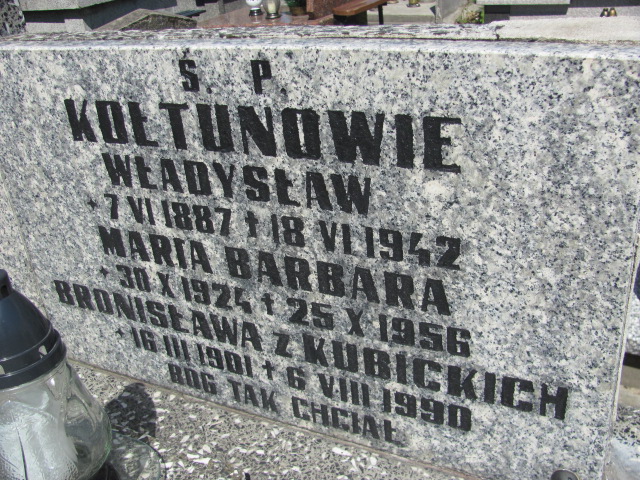 Ś. P.
KOŁTUNOWIE
WŁADYSŁAW
* 7 VI 1887 † 18 VI 1942
MARIA BARBARA
* 30 X 1924 † 25 X 1956
BRONISŁAWA Z KUBICKICH
* 16 III 1901 † 6 VIII 1990
BÓG TAK CHCIAŁ